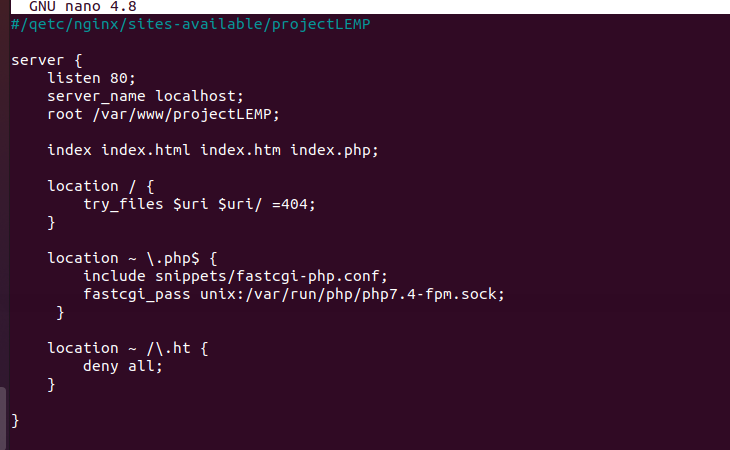 GNU nano 4.8
#/qetc/nginx/sites-available/projectLEMP
server {
    listen 80;
    server_name localhost;
    root /var/www/projectLEMP;
    index index.html index.htm index.php;
    location / {
        try_files $uri $uri/ =404;
    }
    location ~ \.php$ {
        include snippets/fastcgi-php.conf;
        fastcgi_pass unix:/var/run/php/php7.4-fpm.sock;
     }
    location ~ /\.ht {
        deny all;
    }
}